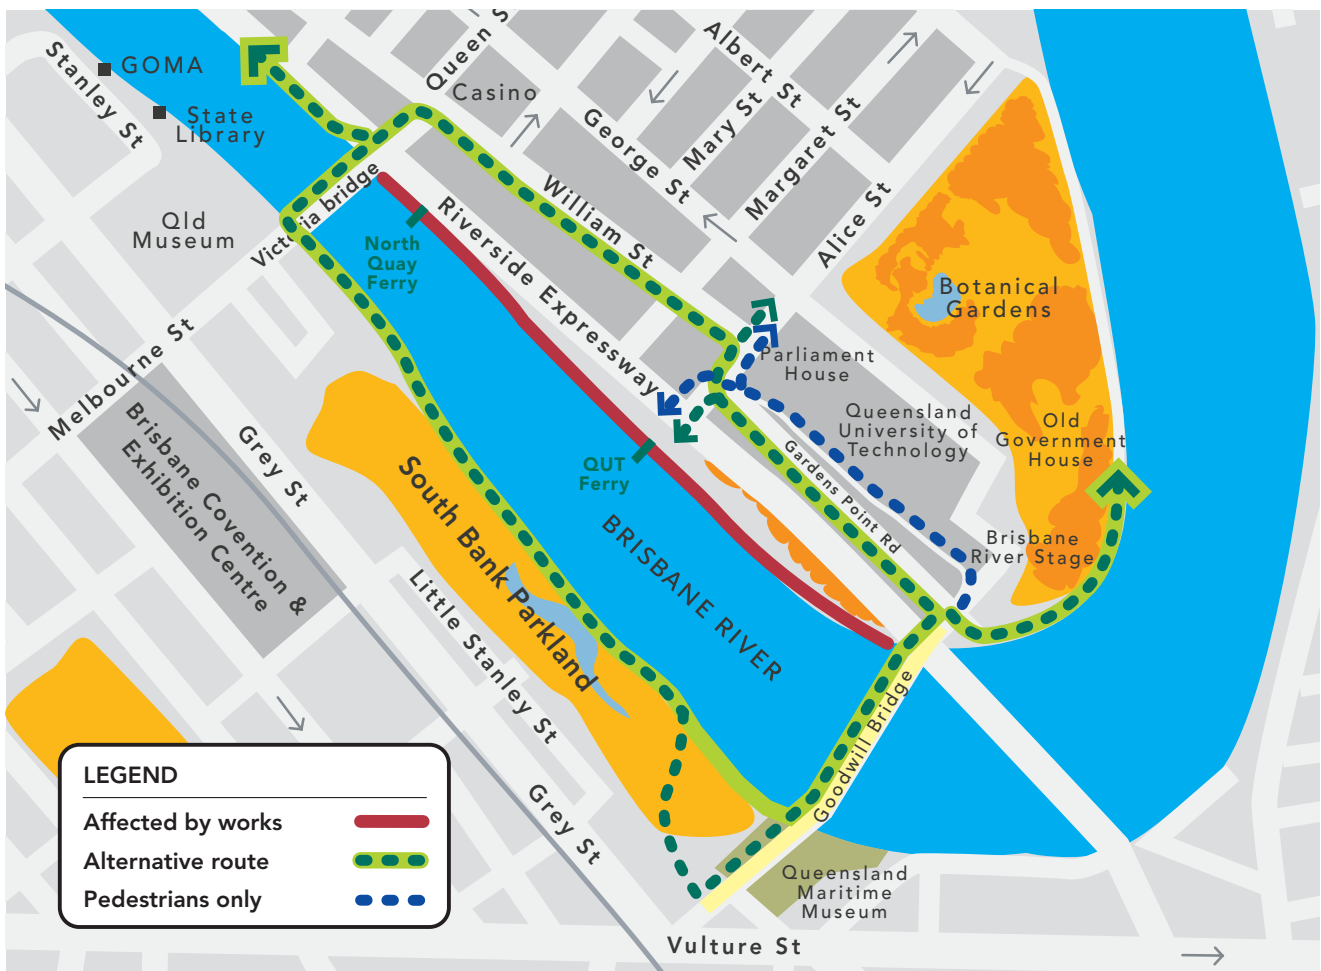 Stanley St
GOMA
State
Library
Queen S
Casino
Albert St
Mary St
Margaret St
George St
Alice St
William St
Qld
Museum
Victoria bridge
Riverside Expressway
North
Quay
Ferry
Botanical
Gardens
Parliament
House
Melbourne St
Brisbane Covention &
Exhibition Centre
Grey St
South Bank Parkland
QUT
Ferry
BRISBANE RIVER
Queensland
University of
Technology
Gardens Point Rd
Old
Government
House
Brisbane
River Stage
Little Stanley St
Goodwill Bridge
Grey St
Queensland
Maritime
Museum
Vulture St
LEGEND
Affected by works
Alternative route
Pedestrians only